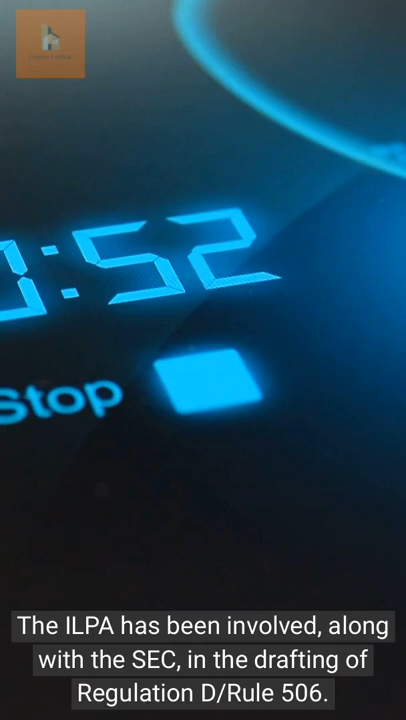 :52
Stop
The ILPA has been involved, along
with the SEC, in the drafting of
Regulation D/Rule 506.